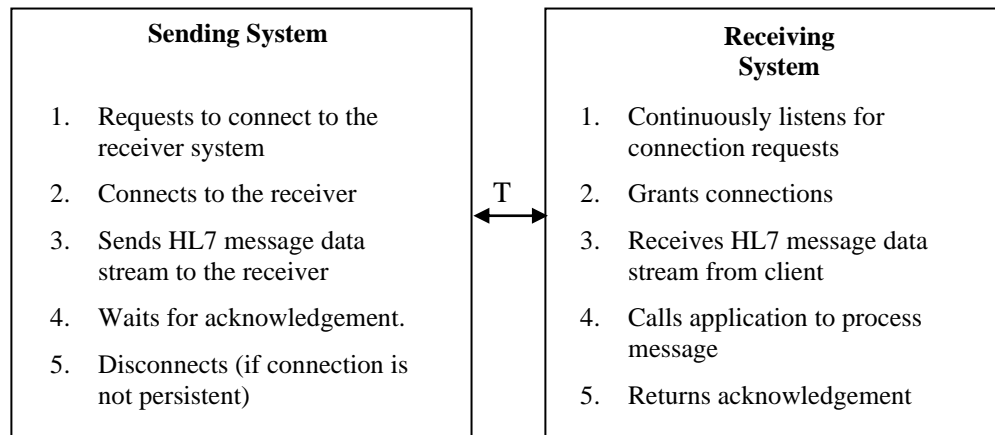 Sending System
1. Requests to connect to the
receiver system
2. Connects to the receiver
3. Sends HL7 message data
stream to the receiver
4. Waits for acknowledgement.
5. Disconnects (if connection is
not persistent)
T
Receiving
System
1. Continuously listens for
connection requests
2. Grants connections
3. Receives HL7 message data
stream from client
4. Calls application to process
message
5. Returns acknowledgement